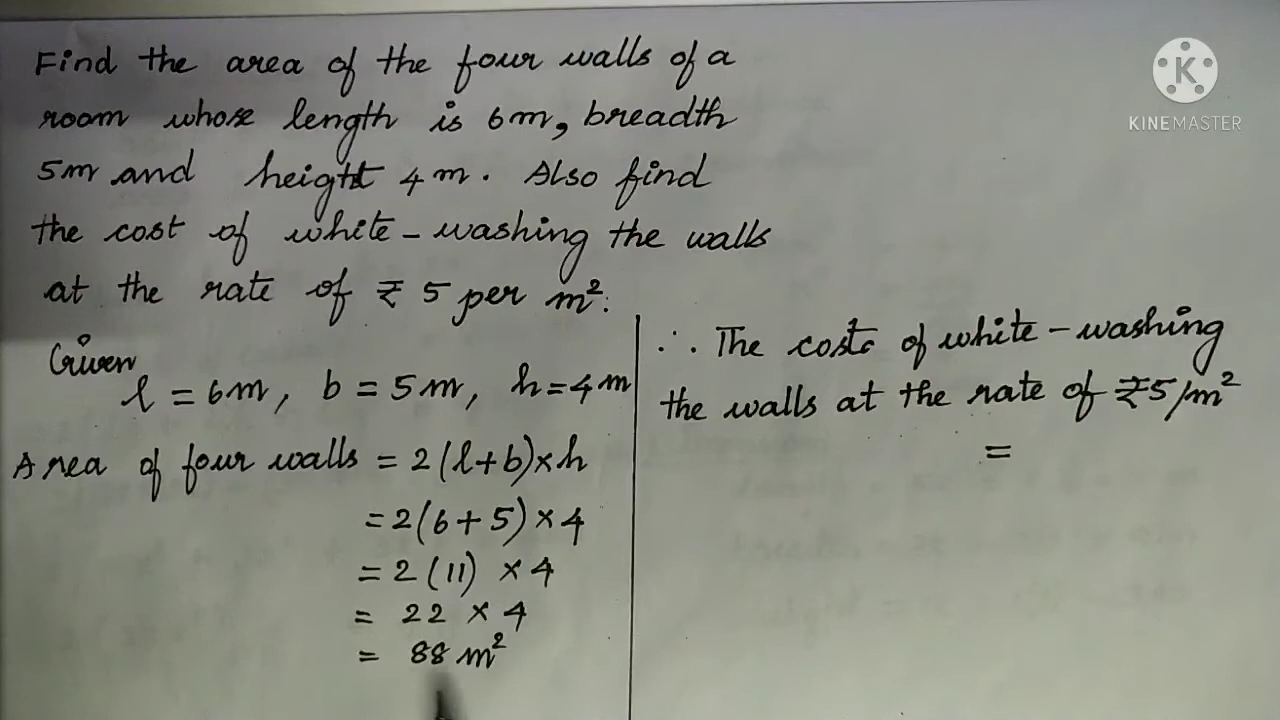 Find the area of the four walls of a
room whose length is 6m, breadth
5m and height 4m. Also find
the cost of white-washing the walls
at the rate of ₹ 5 per m².
Given
l = 6m, b = 5m, h = 4m
Area of four walls = 2(l+b)×h
= 2(6+5)×4
= 2(11) ×4
= 22 × 4
= 88 m²
∴ The cost of white-washing
the walls at the rate of ₹5/m²
=
K
KINEMASTER